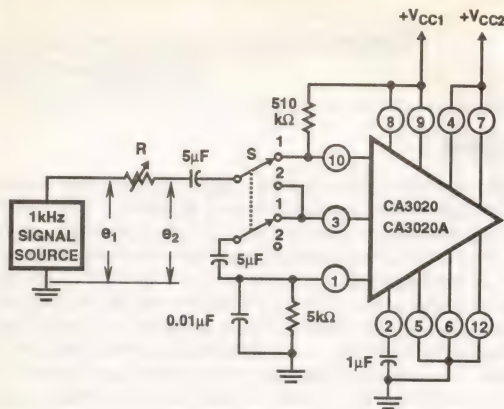 +VCC1
+VCC2
510
kΩ
8
9
4
7
R
5µF
S
1
10
2
1
3
2
CA3020
CA3020A
1kHz
SIGNAL
SOURCE
e1
e2
5µF
1
0.01µF
5kΩ
2
5
6
12
1µF